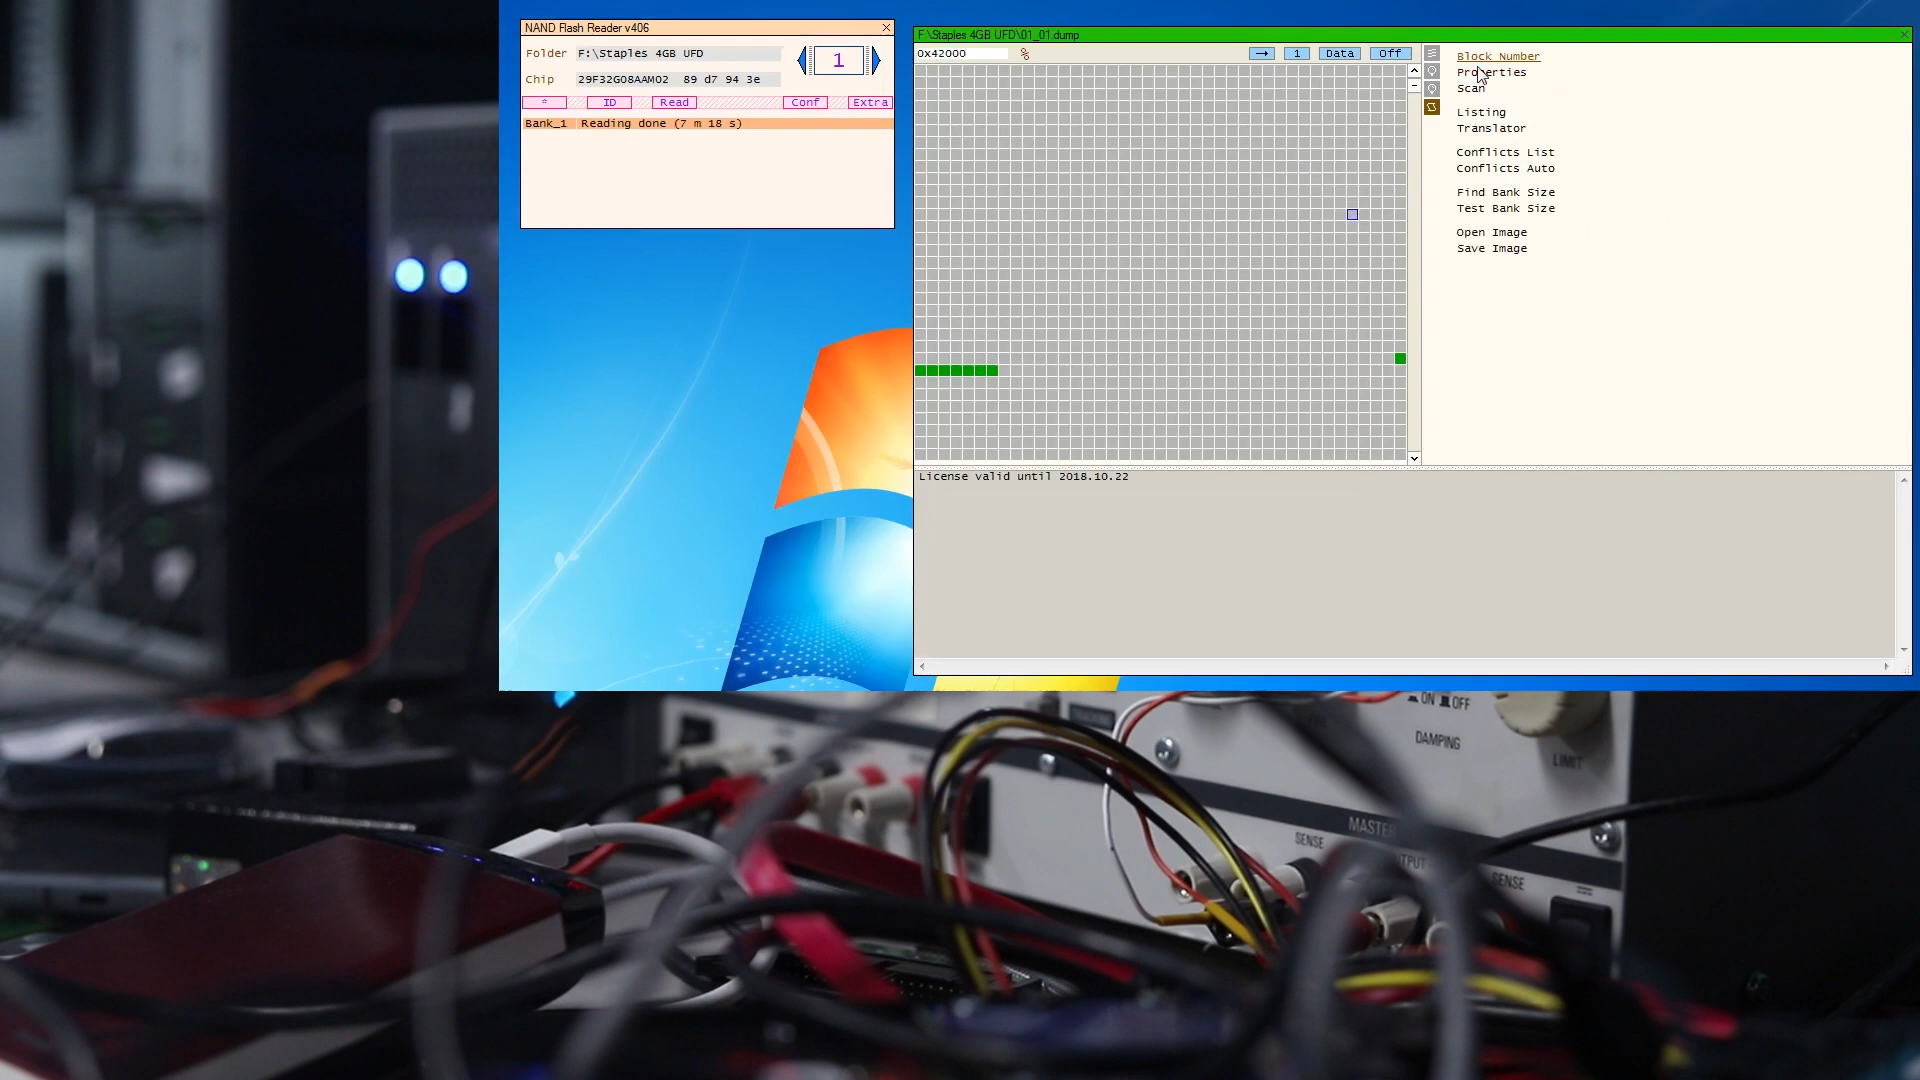 NAND Flash Reader v406
Folder F:\Staples 4GB UFD
1
Chip 29F32G08AAMO2 89 d7 94 3e
* ID Read Conf Extra
Bank_1 Reading done (7 m 18 s)
F:\Staples 4GB UFD\01_01.dump
0x42000 % → 1 Data Off
Block Number
Properties
Scan
Listing
Translator
Conflicts List
Conflicts Auto
Find Bank Size
Test Bank Size
Open Image
Save Image
License valid until 2018.10.22
ON OFF
DAMPING
LIMIT
MASTER
SENSE
SENSE